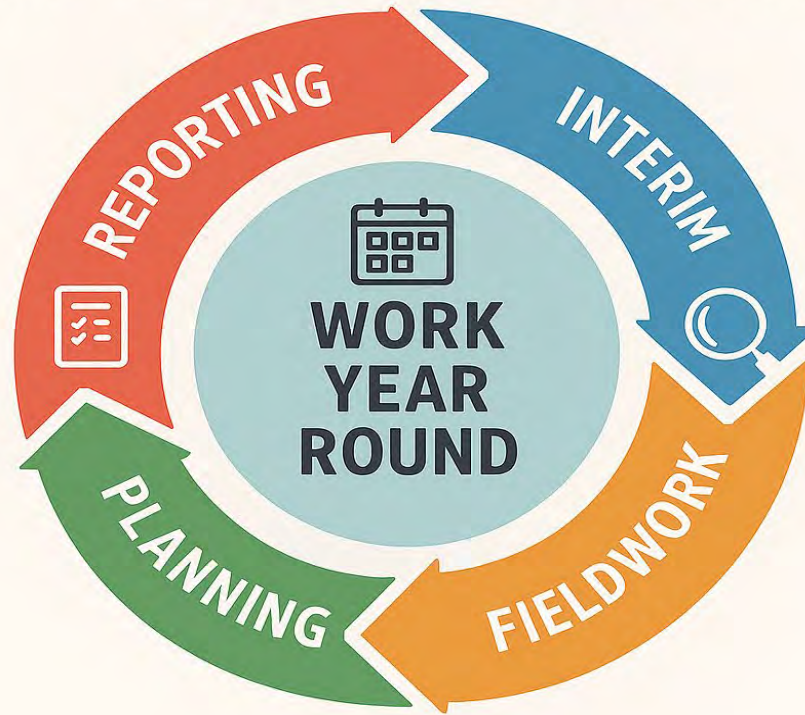 REPORTING
INTERIM
WORK
YEAR
ROUND
PLANNING
FIELDWORK